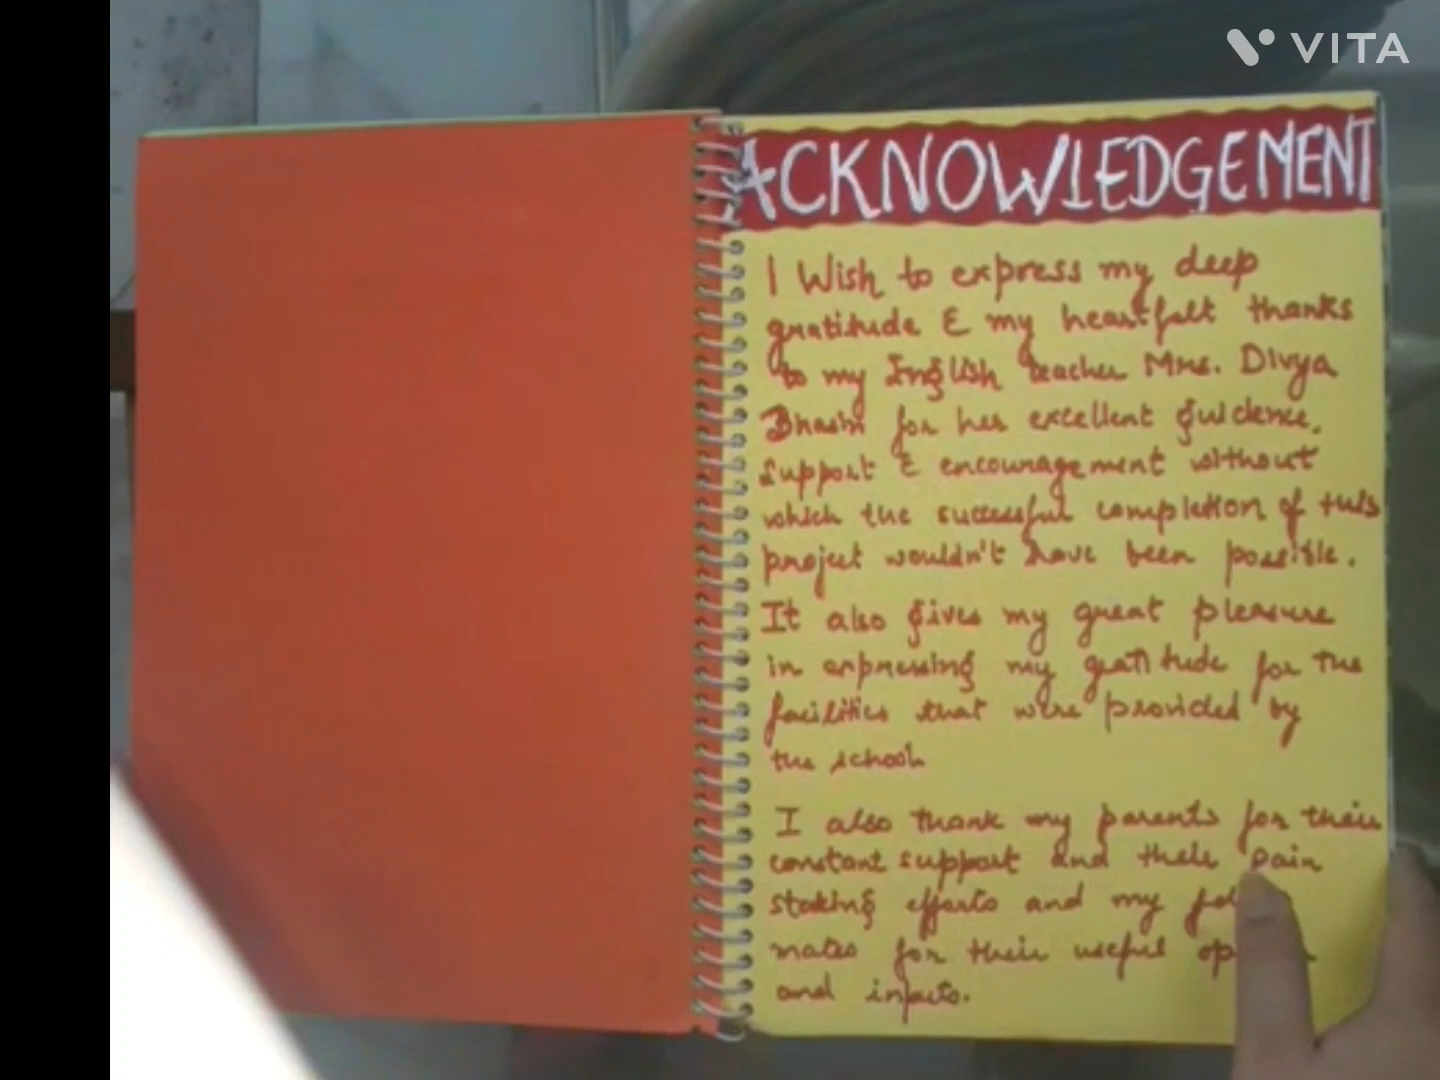 VITA
ACKNOWLEDGEMENT
I Wish to express my deep
gratitude & my heartfelt thanks
to my English teacher Mrs. Divya
Bhasin for her excellent guidence,
support & encouragement without
which the successful completion of this
project wouldn't have been possible.
It also gives my great pleasure
in expressing my gratitude for the
facilities that were provided by
the school.
I also thank my parents for their
constant support and their pain
staking efforts and my
mates for their useful
and inputs.